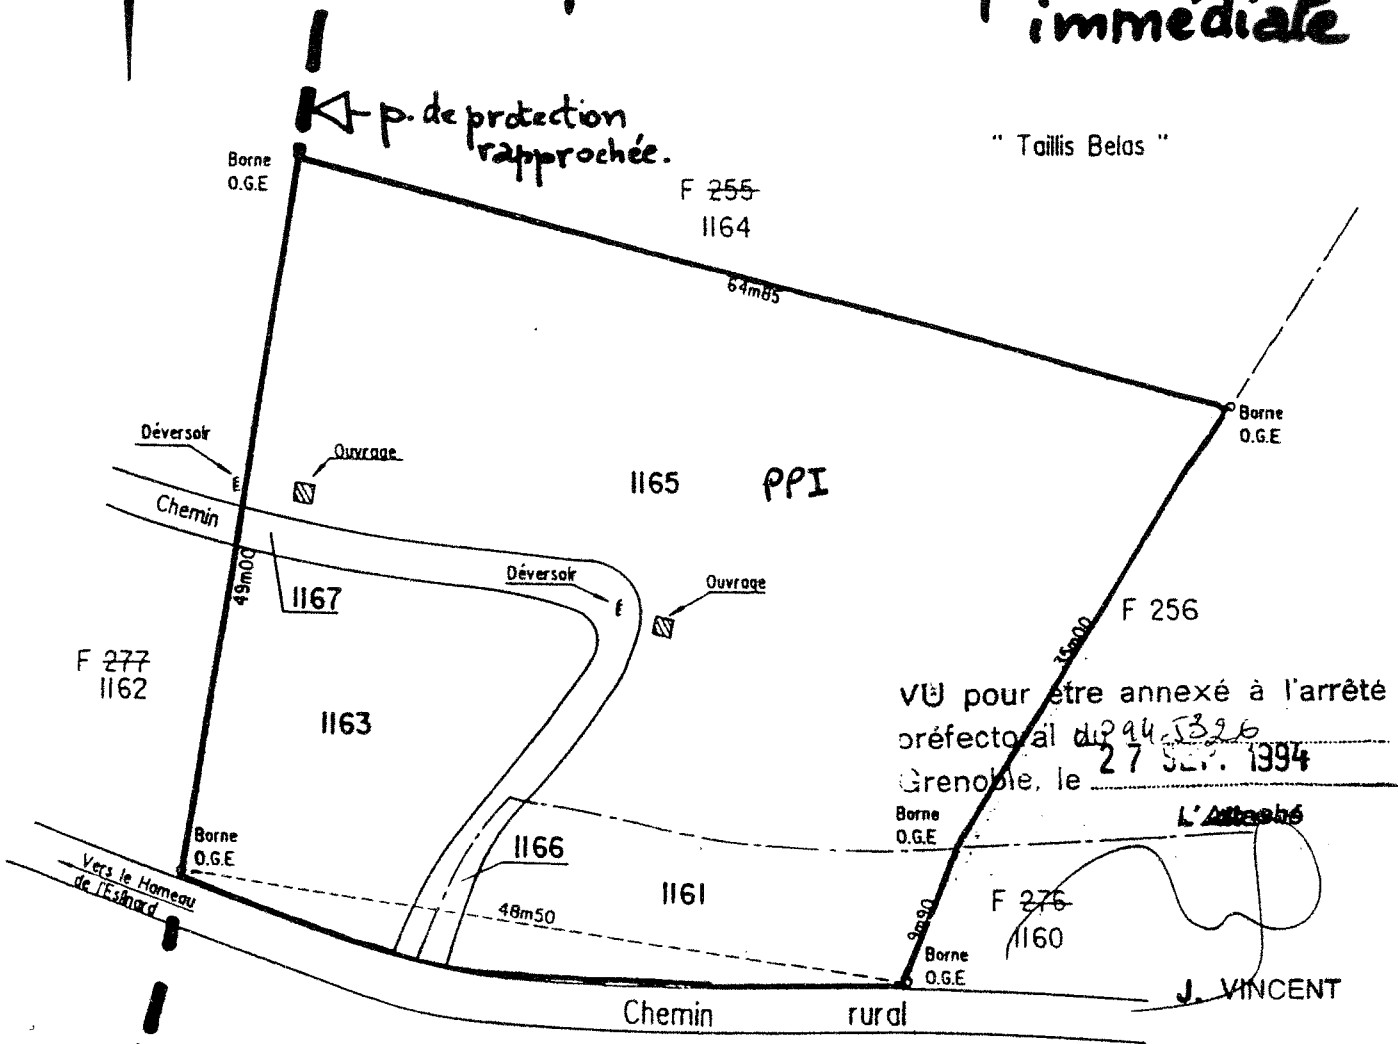 immédiate
p. de protection
rapprochée.
" Taillis Belas "
Borne
O.G.E
F 255
1164
64m85
Borne
O.G.E
Déversoir
Ouvrage
1165 PPI
Chemin
49m00
1167
Déversoir
Ouvrage
F 256
35m00
F 277
1162
1163
VU pour être annexé à l'arrêté
préfectoral du
27 SEP. 1994
Grenoble, le
L'Attaché
Borne
O.G.E
Borne
O.G.E
1166
Vers le Hameau
de l'Eslinard
1161
48m50
F 276
1160
9m90
Borne
O.G.E
J. VINCENT
Chemin rural